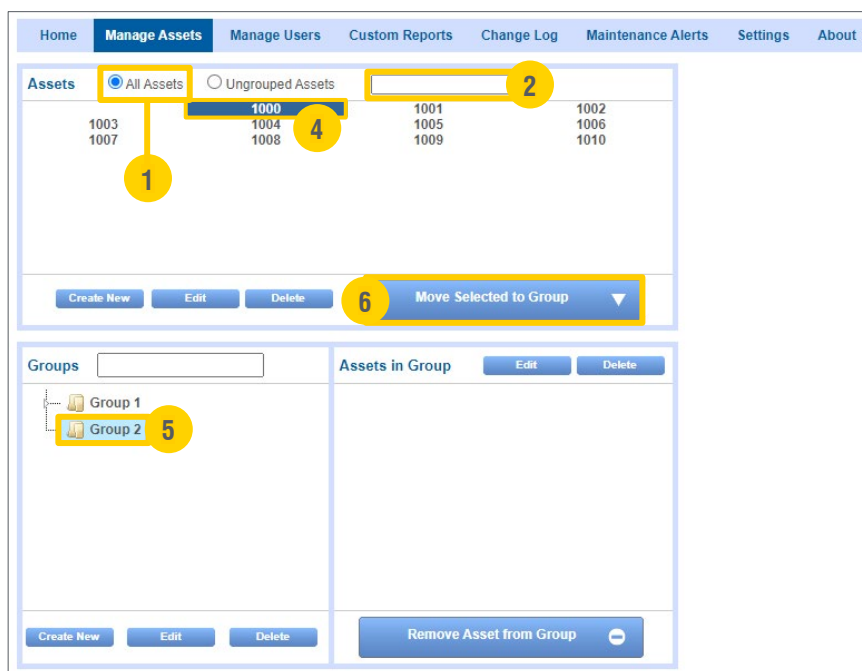 Home Manage Assets Manage Users Custom Reports Change Log Maintenance Alerts Settings About
Assets All Assets Ungrouped Assets 2
1000 1001 1002
1003 1004 4 1005 1006
1007 1008 1009 1010
1
Create New Edit Delete 6 Move Selected to Group
Groups Assets in Group Edit Delete
Group 1
Group 2 5
Create New Edit Delete Remove Asset from Group